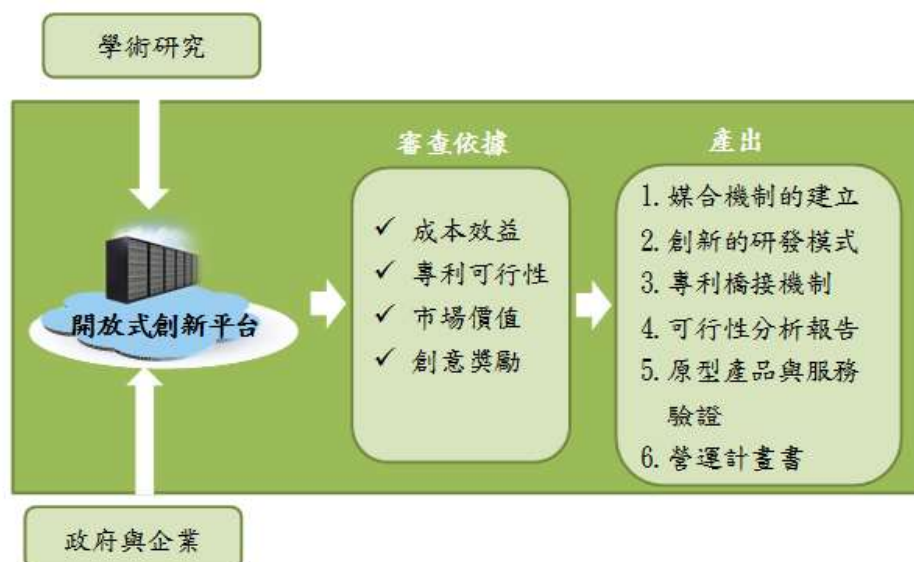 學術研究
審查依據
✓ 成本效益
✓ 專利可行性
✓ 市場價值
✓ 創意獎勵
產出
1. 媒合機制的建立
2. 創新的研發模式
3. 專利橋接機制
4. 可行性分析報告
5. 原型產品與服務
驗證
6. 營運計畫書
開放式創新平台
政府與企業